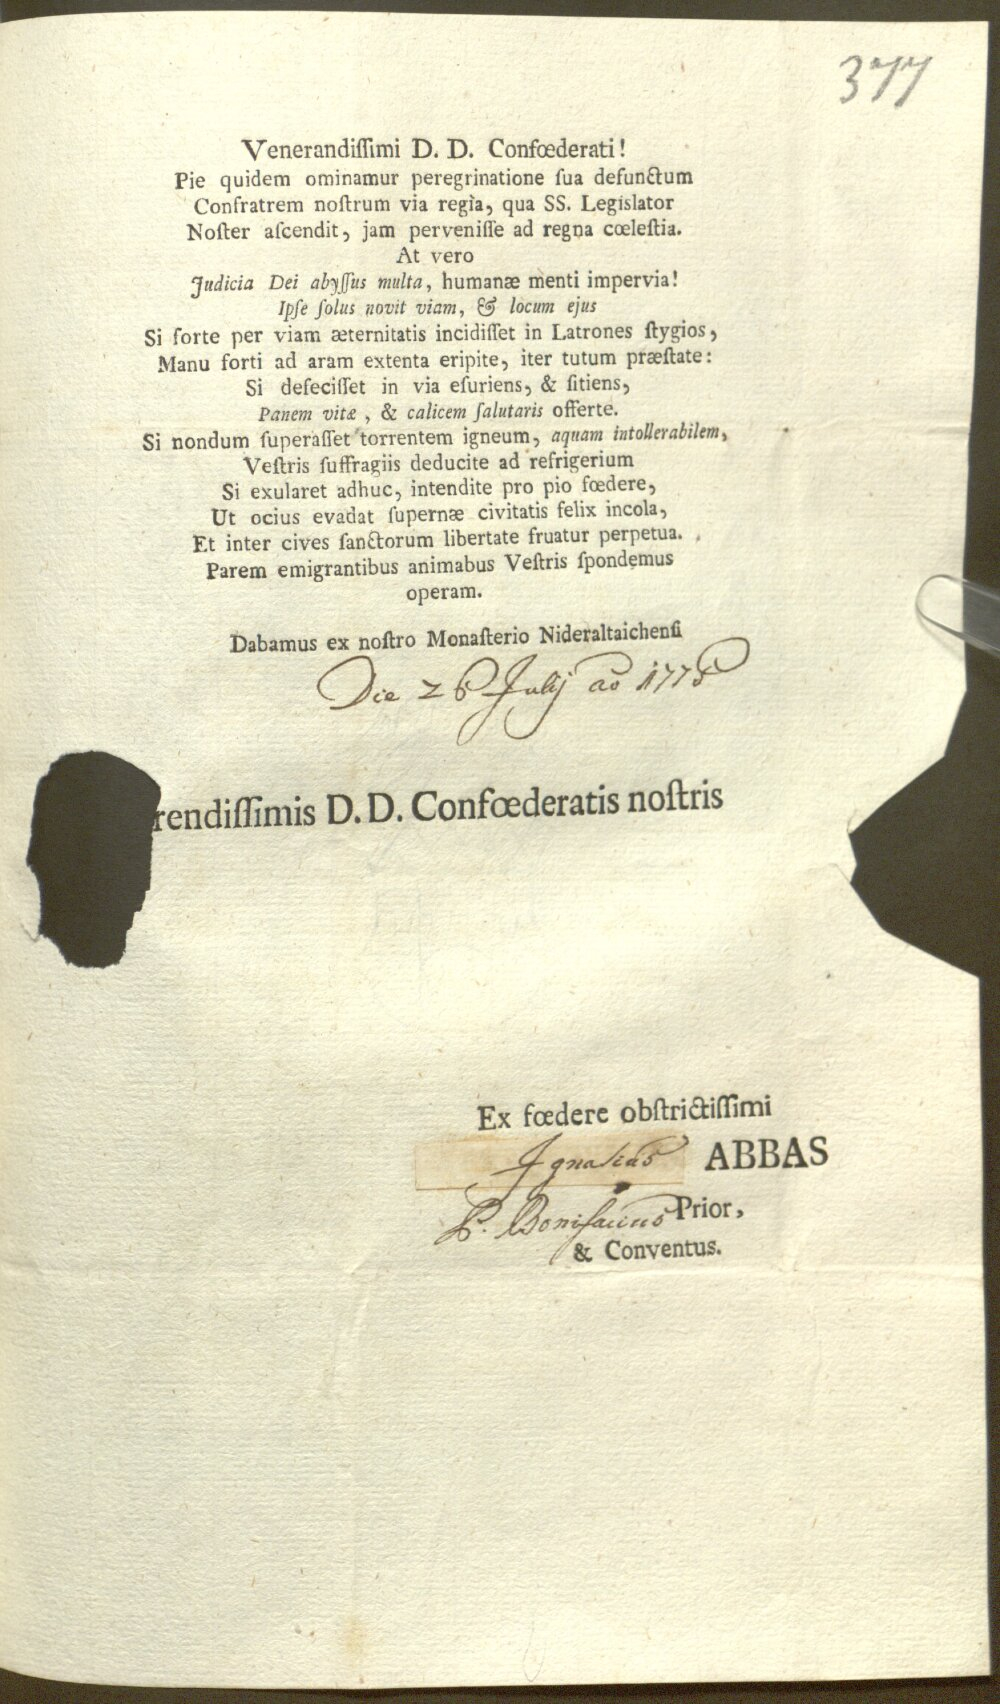 377
Venerandiſſimi D. D. Confœderati!
Pie quidem ominamur peregrinatione ſua defunctum
Confratrem noſtrum via regia, qua SS. Legislator
Noſter aſcendit, jam perveniſſe ad regna cœleſtia.
At vero
Judicia Dei abyſſus multa, humanæ menti impervia!
Ipſe ſolus novit viam, & locum ejus
Si forte per viam æternitatis incidiſſet in Latrones ſtygios,
Manu forti ad aram extenta eripite, iter tutum præſtate:
Si defeciſſet in via eſuriens, & ſitiens,
Panem vitæ, & calicem ſalutaris offerte.
Si nondum ſuperaſſet torrentem igneum, aquam intollerabilem,
Veſtris ſuffragiis deducite ad refrigerium
Si exularet adhuc, intendite pro pio fœdere,
Ut ocius evadat ſupernæ civitatis felix incola,
Et inter cives ſanctorum libertate fruatur perpetua.
Parem emigrantibus animabus Veſtris ſpondemus
operam.
Dabamus ex noſtro Monaſterio Nideraltaichenſi
Die 26 Julij ao 1775
rendiſſimis D. D. Confœderatis noſtris
Ex fœdere obſtrictiſſimi
Ignatius ABBAS
P. Bonifacius Prior,
& Conventus.